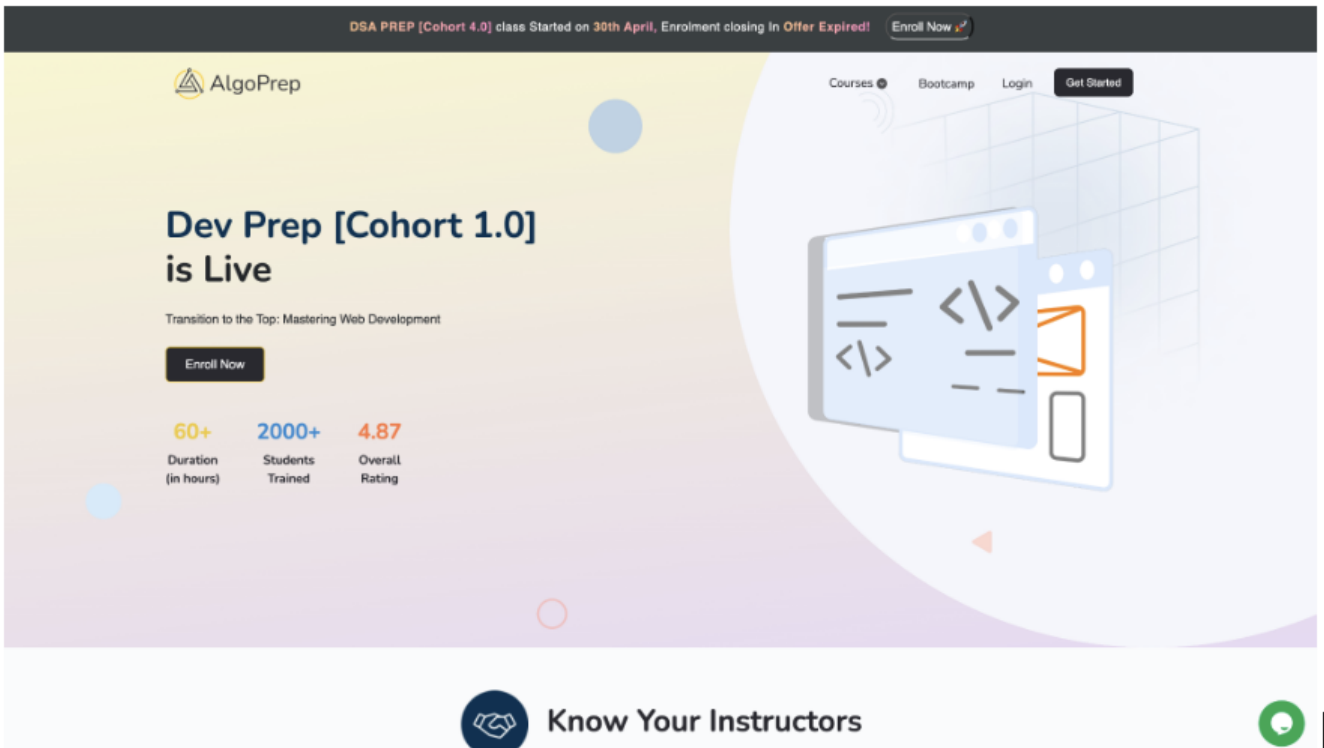 DSA PREP [Cohort 4.0] class Started on 30th April, Enrolment closing In Offer Expired! Enroll Now
AlgoPrep
Courses Bootcamp Login Get Started
Dev Prep [Cohort 1.0]
is Live
Transition to the Top: Mastering Web Development
Enroll Now
60+ 2000+ 4.87
Duration Students Overall
(in hours) Trained Rating
</>
</>
Know Your Instructors